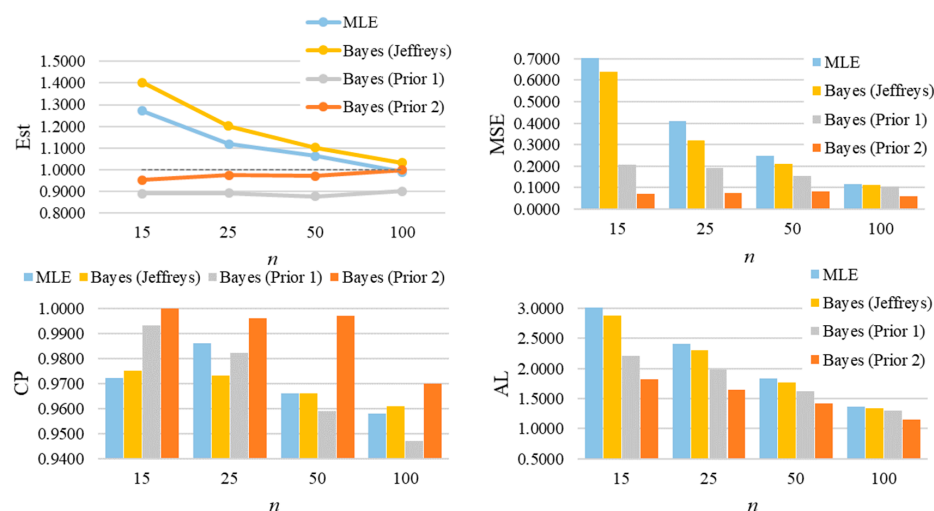 MLE
Bayes (Jeffreys)
Bayes (Prior 1)
Bayes (Prior 2)
Est
1.5000
1.4000
1.3000
1.2000
1.1000
1.0000
0.9000
0.8000
15 25 50 100
n
MLE
Bayes (Jeffreys)
Bayes (Prior 1)
Bayes (Prior 2)
MSE
0.7000
0.6000
0.5000
0.4000
0.3000
0.2000
0.1000
0.0000
15 25 50 100
n
MLE Bayes (Jeffreys) Bayes (Prior 1) Bayes (Prior 2)
CP
1.0000
0.9900
0.9800
0.9700
0.9600
0.9500
0.9400
15 25 50 100
n
MLE
Bayes (Jeffreys)
Bayes (Prior 1)
Bayes (Prior 2)
AL
3.0000
2.5000
2.0000
1.5000
1.0000
0.5000
15 25 50 100
n